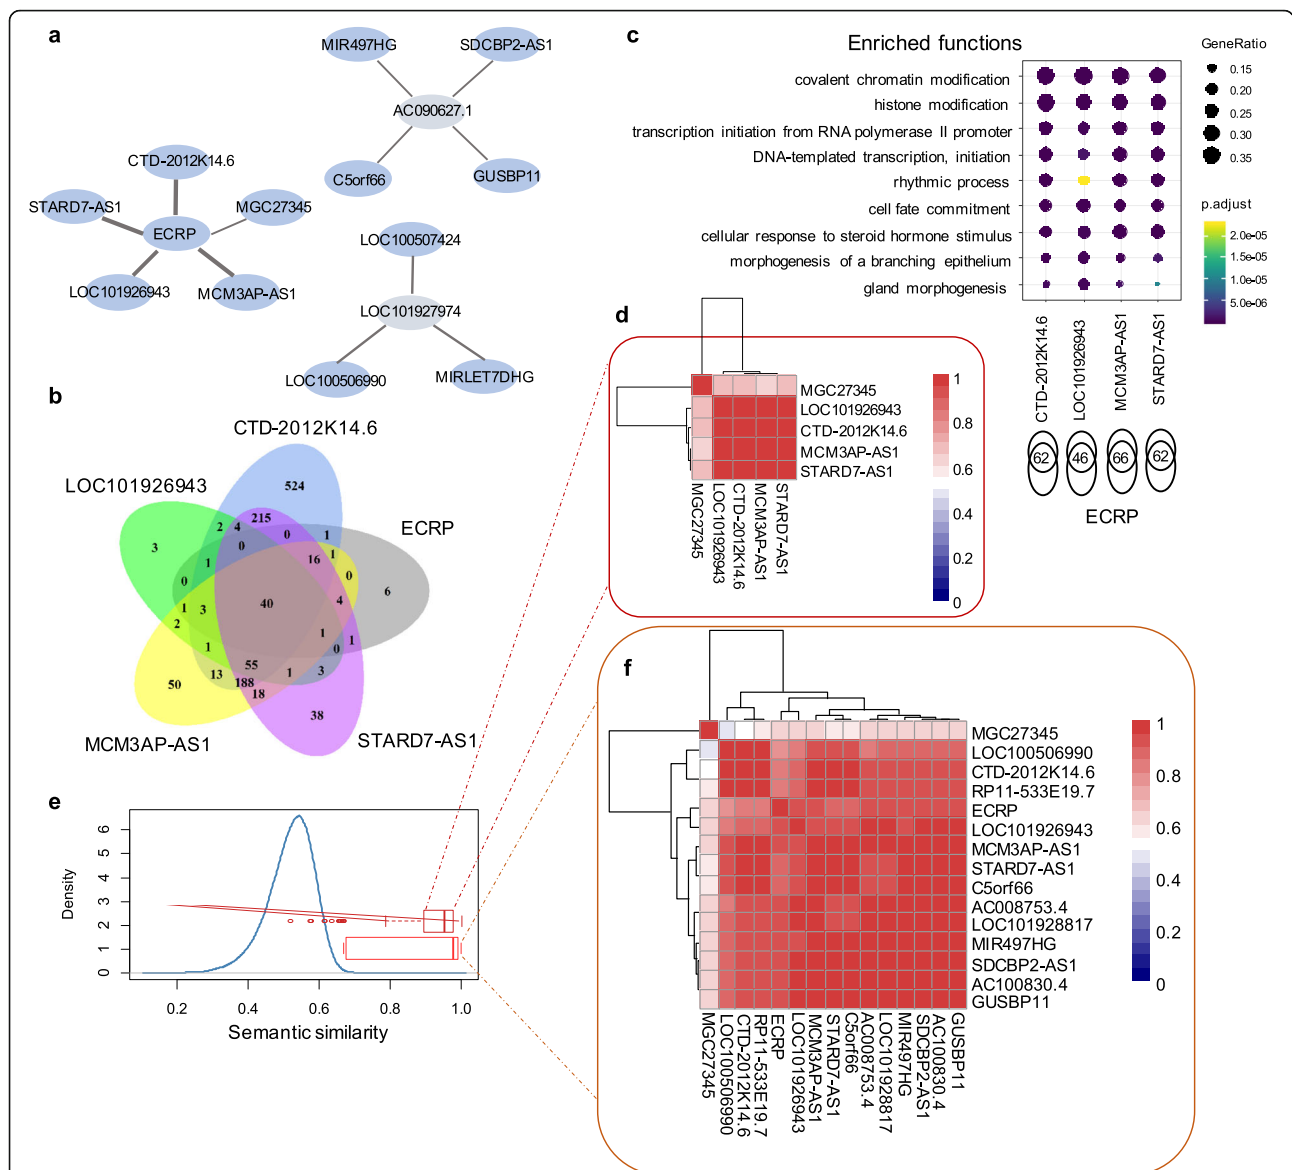 a
MIR497HG
SDCBP2-AS1
AC090627.1
C5orf66
GUSBP11
CTD-2012K14.6
STARD7-AS1
MGC27345
ECRP
LOC101926943
MCM3AP-AS1
LOC100507424
LOC101927974
LOC100506990
MIRLET7DHG
b
CTD-2012K14.6
LOC101926943
ECRP
MCM3AP-AS1
STARD7-AS1
524
215
2
4
0
1
3
0
1
16
1
0
0
6
1
3
40
4
2
1
1
1
0
13
55
1
3
188
50
18
38
c
Enriched functions
covalent chromatin modification
histone modification
transcription initiation from RNA polymerase II promoter
DNA-templated transcription, initiation
rhythmic process
cell fate commitment
cellular response to steroid hormone stimulus
morphogenesis of a branching epithelium
gland morphogenesis
CTD-2012K14.6
LOC101926943
MCM3AP-AS1
STARD7-AS1
62
46
66
62
ECRP
GeneRatio
0.15
0.20
0.25
0.30
0.35
p.adjust
2.0e-05
1.5e-05
5.0e-06
d
MGC27345
LOC101926943
CTD-2012K14.6
MCM3AP-AS1
STARD7-AS1
MGC27345
LOC101926943
CTD-2012K14.6
MCM3AP-AS1
STARD7-AS1
1
0.8
0.6
0.4
0.2
0
e
Density
6
5
4
3
2
1
0
0.2
0.4
0.6
0.8
1.0
Semantic similarity
f
MGC27345
LOC100506990
CTD-2012K14.6
RP11-533E19.7
ECRP
LOC101926943
MCM3AP-AS1
STARD7-AS1
C5orf66
AC008753.4
LOC101928817
MIR497HG
SDCBP2-AS1
AC100830.4
GUSBP11
MGC27345
LOC100506990
CTD-2012K14.6
RP11-533E19.7
ECRP
LOC101926943
MCM3AP-AS1
STARD7-AS1
C5orf66
AC008753.4
LOC101928817
MIR497HG
SDCBP2-AS1
AC100830.4
GUSBP11
1
0.8
0.6
0.4
0.2
0